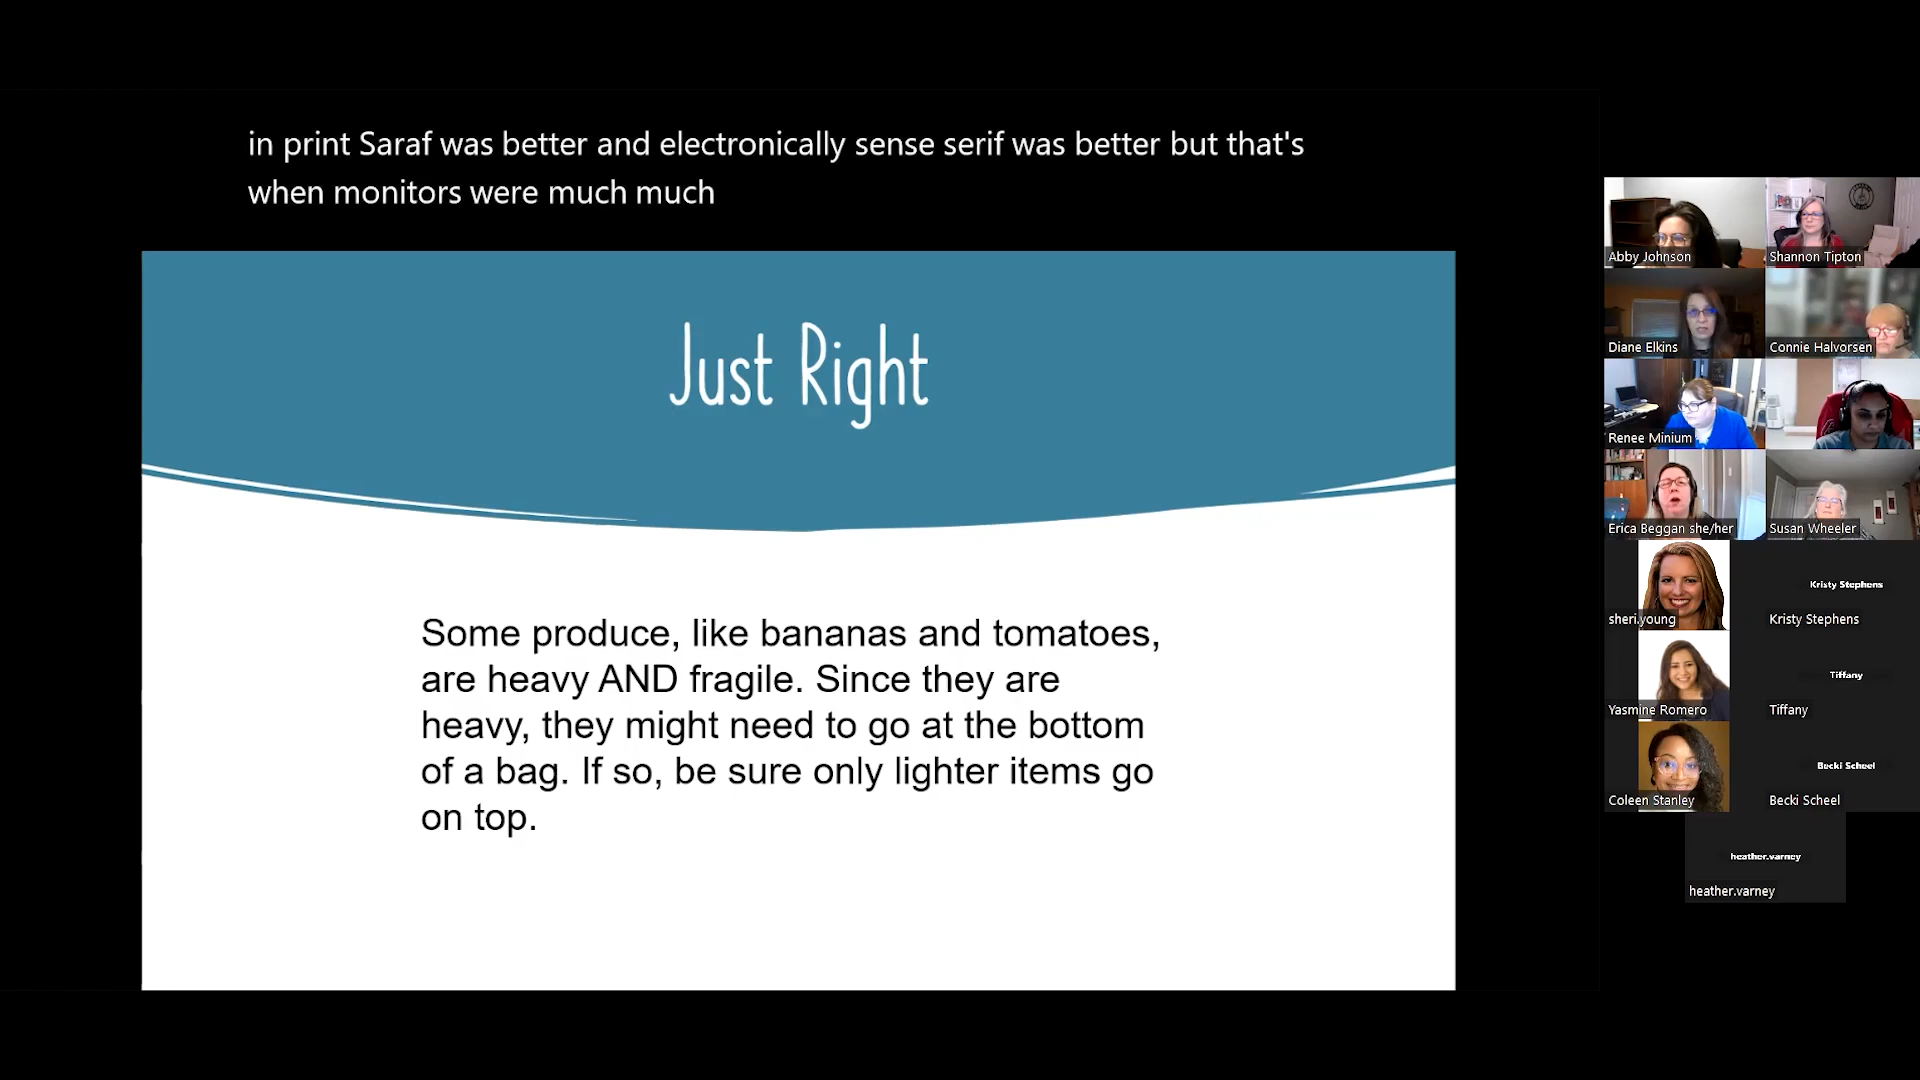 in print Saraf was better and electronically sense serif was better but that's
when monitors were much much
Just Right
Some produce, like bananas and tomatoes,
are heavy AND fragile. Since they are
heavy, they might need to go at the bottom
of a bag. If so, be sure only lighter items go
on top.
Abby Johnson
Shannon Tipton
Diane Elkins
Connie Halvorsen
Renee Minium
Erica Beggan she/her
Susan Wheeler
sheri.young
Kristy Stephens
Kristy Stephens
Yasmine Romero
Tiffany
Tiffany
Coleen Stanley
Becki Scheel
Becki Scheel
heather.varney
heather.varney